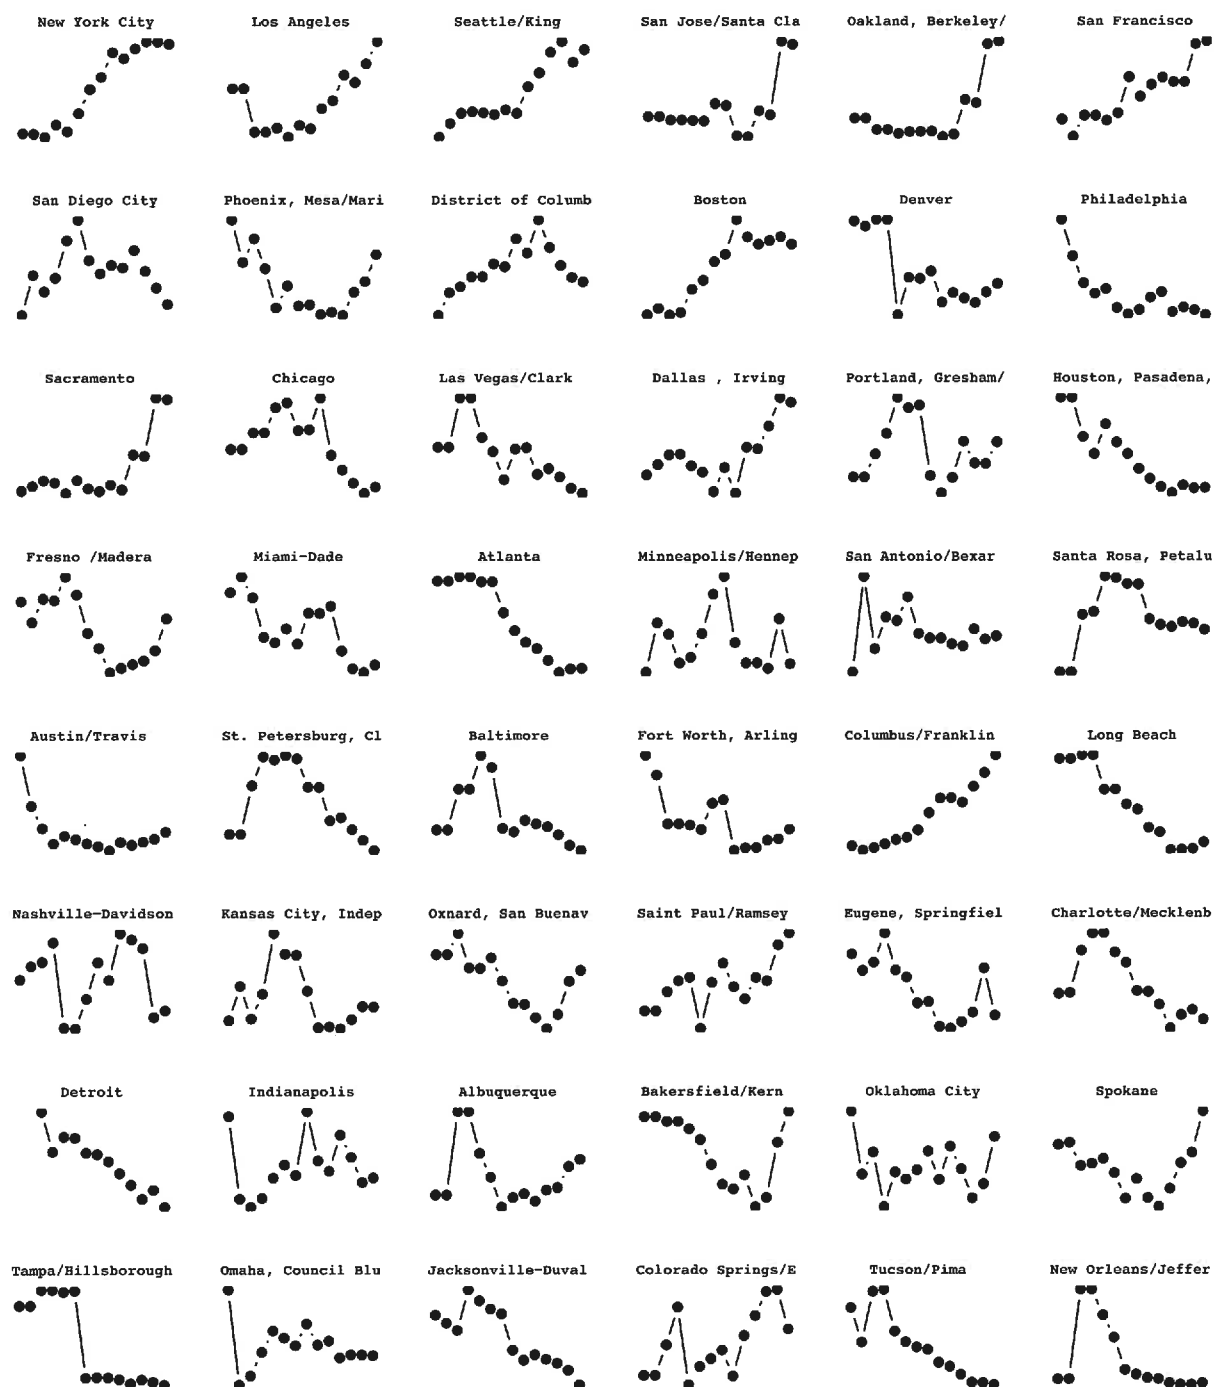 New York City
Los Angeles
Seattle/King
San Jose/Santa Cla
Oakland, Berkeley/
San Francisco
San Diego City
Phoenix, Mesa/Mari
District of Columb
Boston
Denver
Philadelphia
Sacramento
Chicago
Las Vegas/Clark
Dallas , Irving
Portland, Gresham/
Houston, Pasadena,
Fresno /Madera
Miami-Dade
Atlanta
Minneapolis/Hennep
San Antonio/Bexar
Santa Rosa, Petalu
Austin/Travis
St. Petersburg, Cl
Baltimore
Fort Worth, Arling
Columbus/Franklin
Long Beach
Nashville-Davidson
Kansas City, Indep
Oxnard, San Buenav
Saint Paul/Ramsey
Eugene, Springfiel
Charlotte/Mecklenb
Detroit
Indianapolis
Albuquerque
Bakersfield/Kern
Oklahoma City
Spokane
Tampa/Hillsborough
Omaha, Council Blu
Jacksonville-Duval
Colorado Springs/E
Tucson/Pima
New Orleans/Jeffer